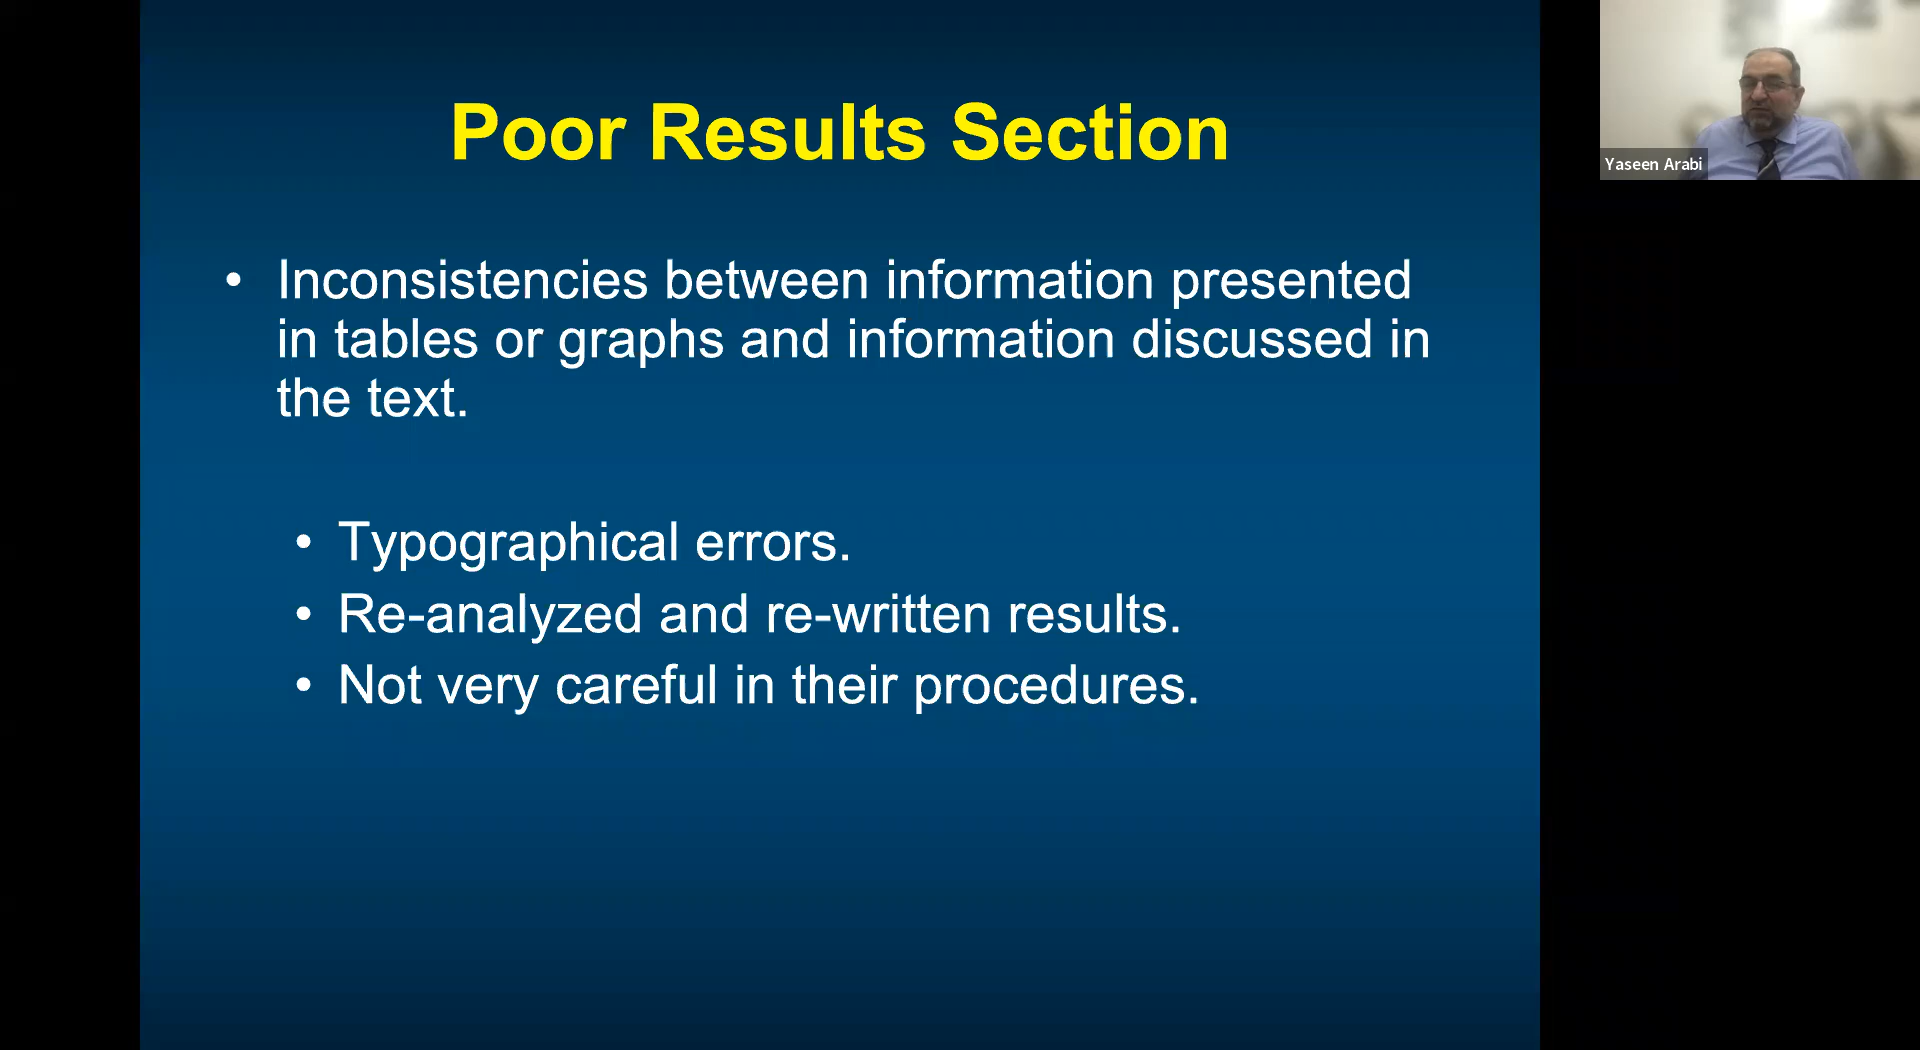 Poor Results Section
Yaseen Arabi
• Inconsistencies between information presented
in tables or graphs and information discussed in
the text.
• Typographical errors.
• Re-analyzed and re-written results.
• Not very careful in their procedures.